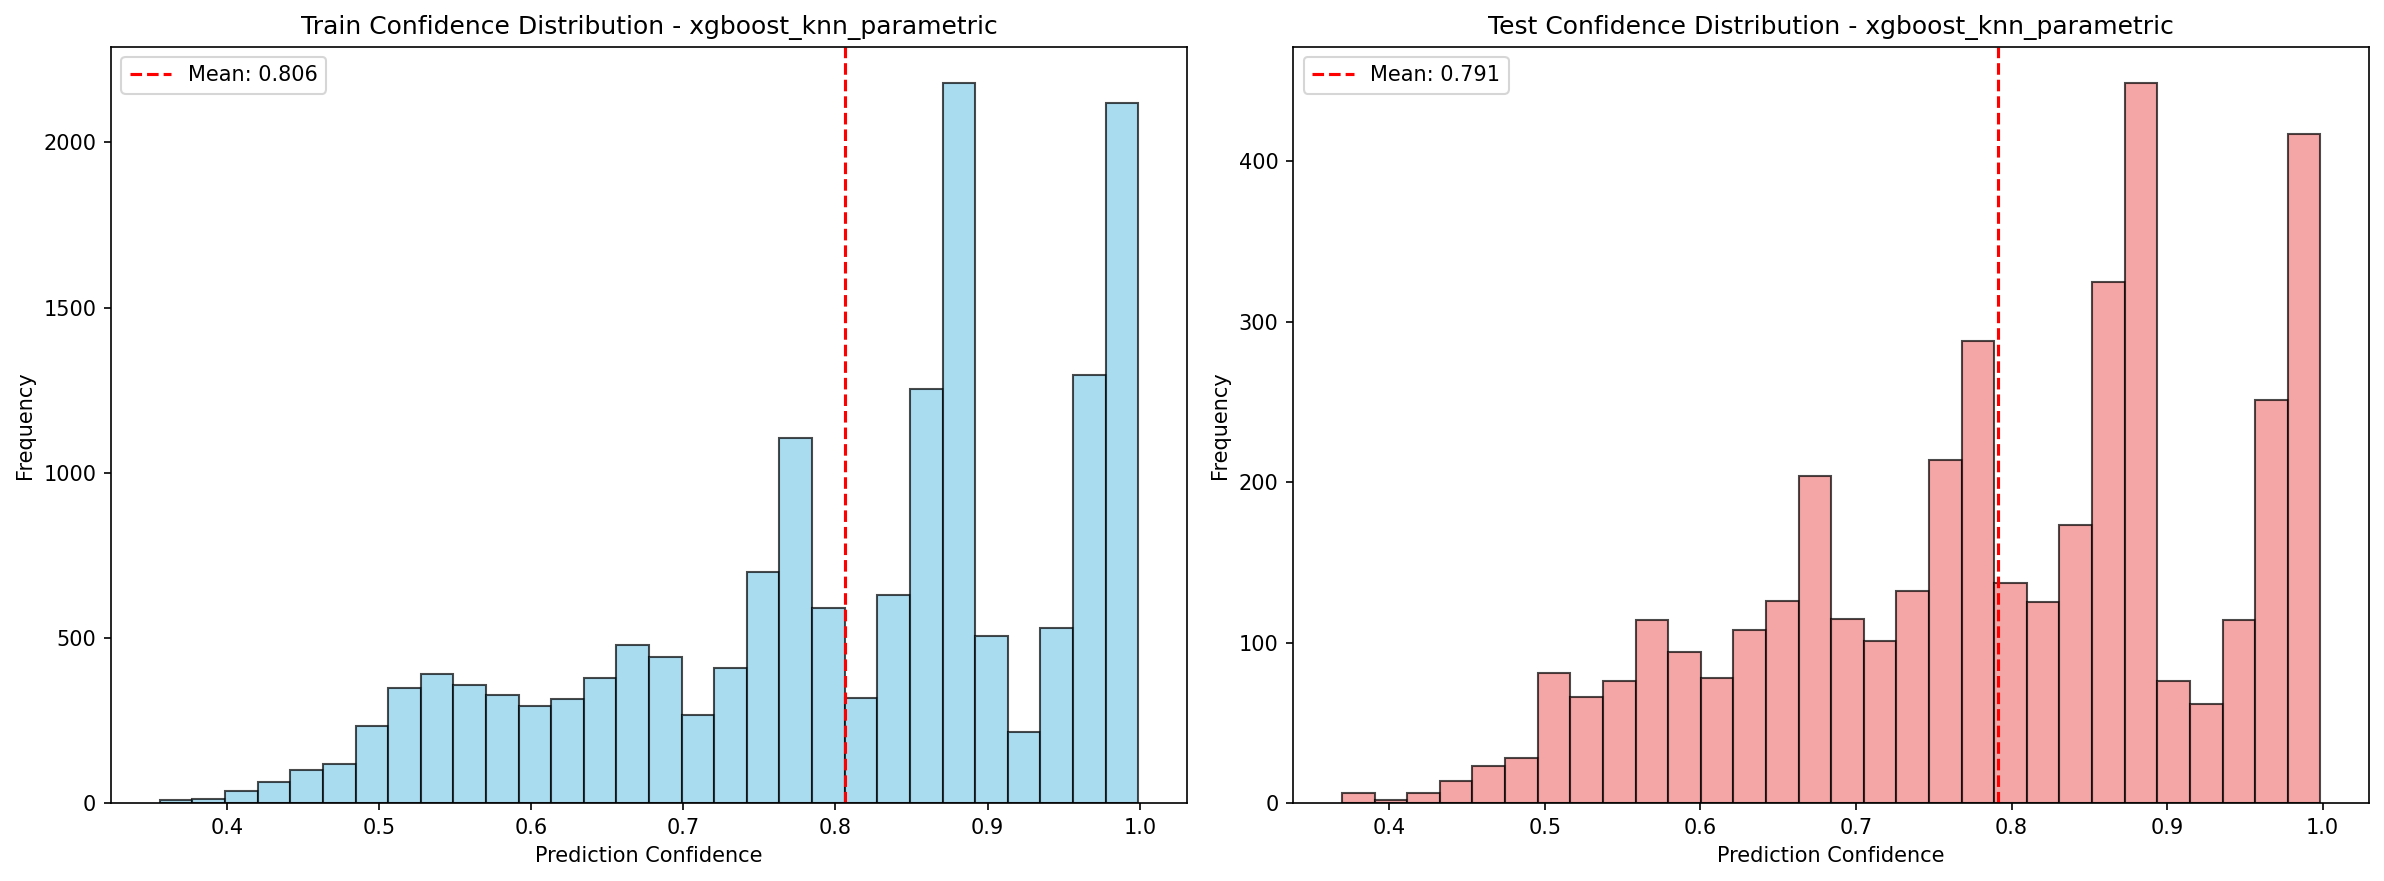 Train Confidence Distribution - xgboost_knn_parametric
Mean: 0.806
2000
1500
1000
500
0
Frequency
0.4 0.5 0.6 0.7 0.8 0.9 1.0
Prediction Confidence
Test Confidence Distribution - xgboost_knn_parametric
Mean: 0.791
400
300
200
100
0
Frequency
0.4 0.5 0.6 0.7 0.8 0.9 1.0
Prediction Confidence